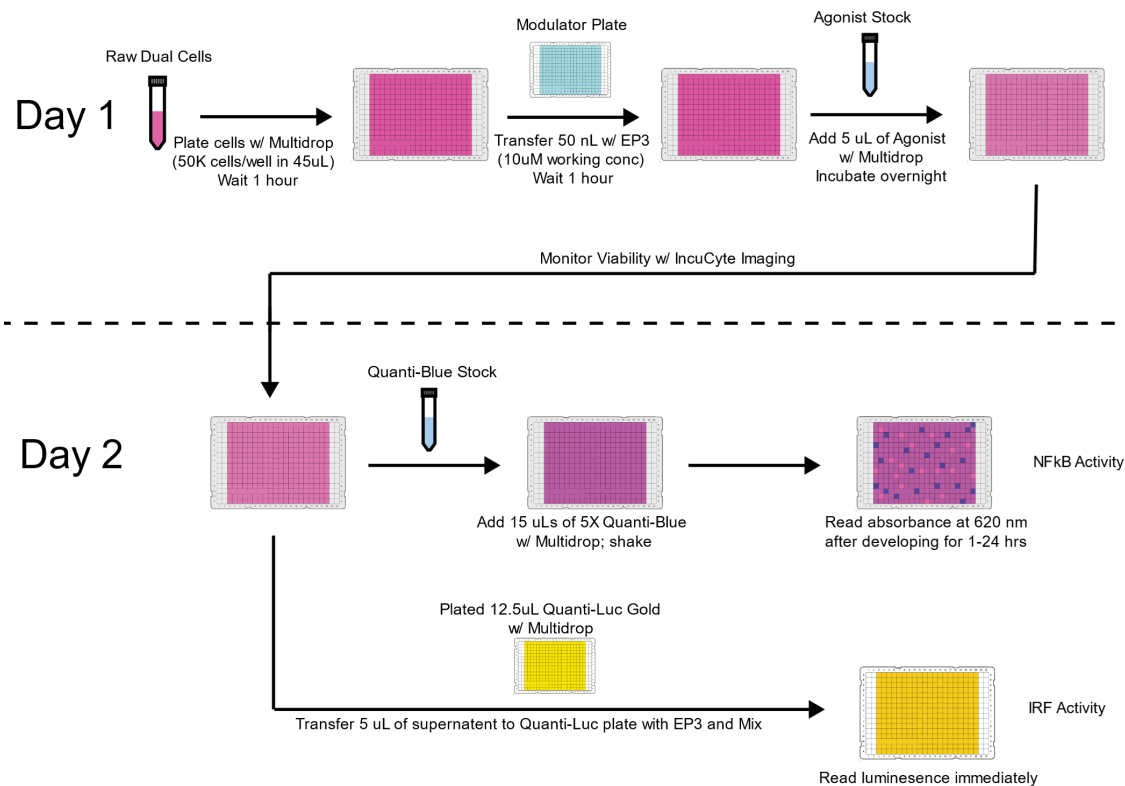 Modulator Plate
Agonist Stock
Raw Dual Cells
Day 1
Plate cells w/ Multidrop
(50K cells/well in 45uL)
Wait 1 hour
Transfer 50 nL w/ EP3
(10uM working conc)
Wait 1 hour
Add 5 uL of Agonist
w/ Multidrop
Incubate overnight
Monitor Viability w/ IncuCyte Imaging
Quanti-Blue Stock
Day 2
NFkB Activity
Add 15 uLs of 5X Quanti-Blue
w/ Multidrop; shake
Read absorbance at 620 nm
after developing for 1-24 hrs
Plated 12.5uL Quanti-Luc Gold
w/ Multidrop
Transfer 5 uL of supernatent to Quanti-Luc plate with EP3 and Mix
IRF Activity
Read luminesence immediately